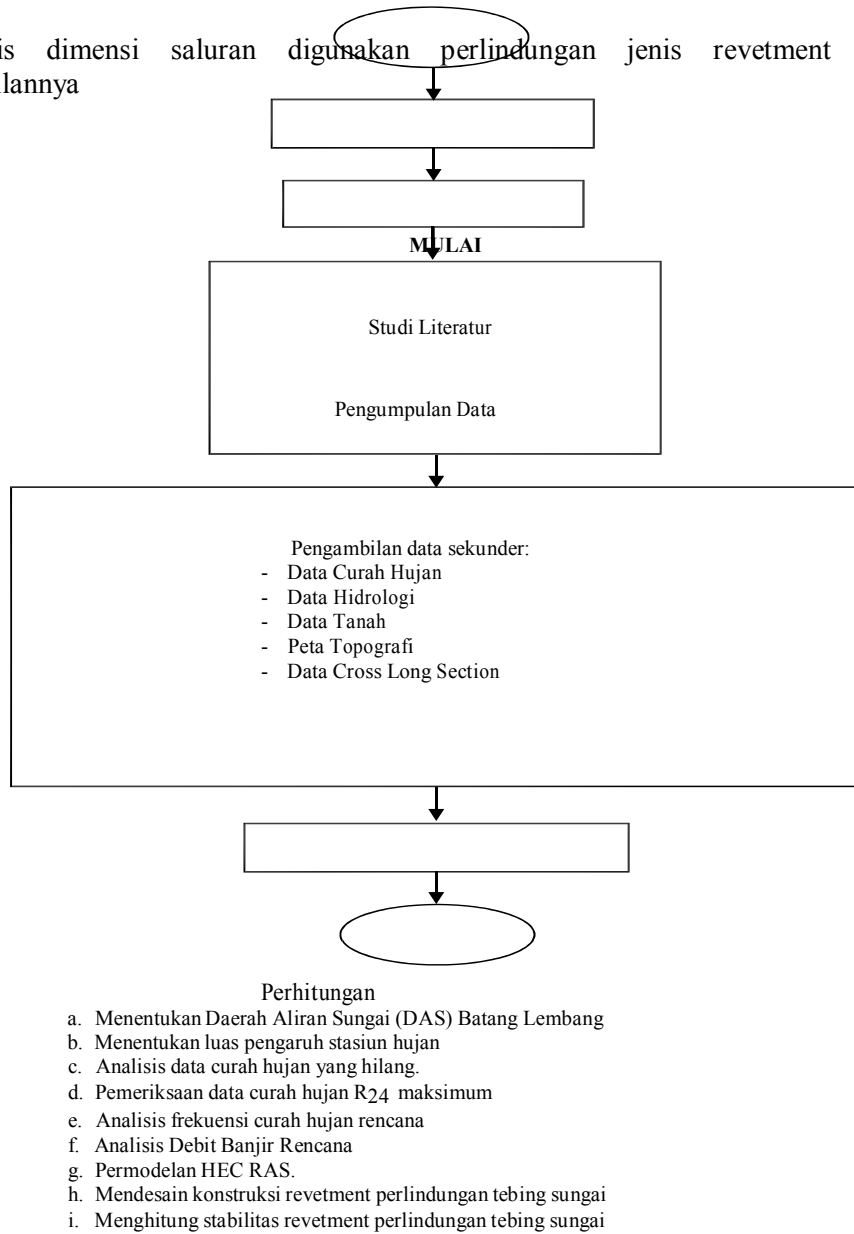 is dimensi saluran digunakan perlindungan jenis revetment
lannya
MULAI
Studi Literatur
Pengumpulan Data
Pengambilan data sekunder:
- Data Curah Hujan
- Data Hidrologi
- Data Tanah
- Peta Topografi
- Data Cross Long Section
Perhitungan
a. Menentukan Daerah Aliran Sungai (DAS) Batang Lembang
b. Menentukan luas pengaruh stasiun hujan
c. Analisis data curah hujan yang hilang.
d. Pemeriksaan data curah hujan R24 maksimum
e. Analisis frekuensi curah hujan rencana
f. Analisis Debit Banjir Rencana
g. Permodelan HEC RAS.
h. Mendesain konstruksi revetment perlindungan tebing sungai
i. Menghitung stabilitas revetment perlindungan tebing sungai